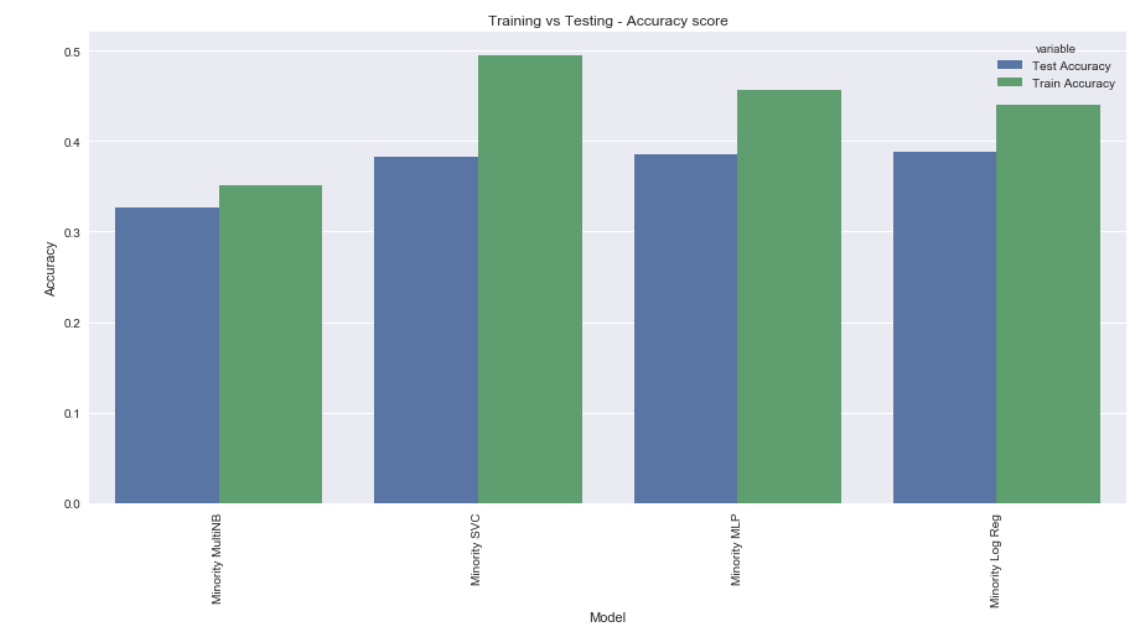 Training vs Testing - Accuracy score
variable
Test Accuracy
Train Accuracy
Accuracy
0.5
0.4
0.3
0.2
0.1
0.0
Minority MultiNB
Minority SVC
Minority MLP
Minority Log Reg
Model